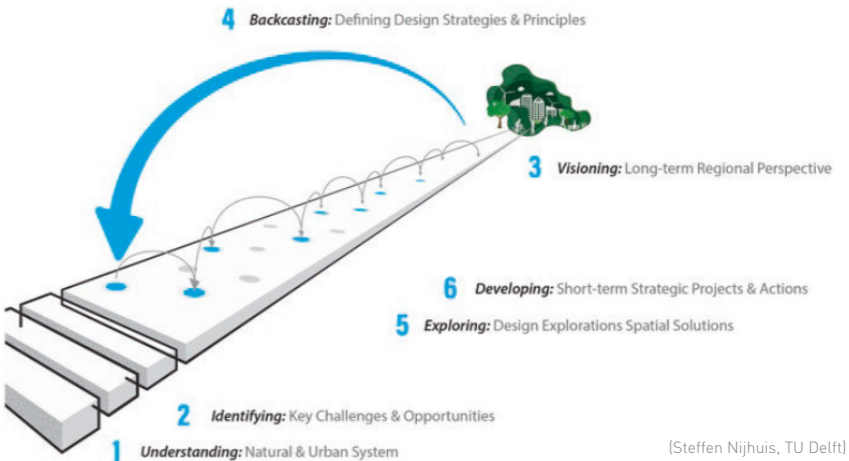 4 Backcasting: Defining Design Strategies & Principles
3 Visioning: Long-term Regional Perspective
6 Developing: Short-term Strategic Projects & Actions
5 Exploring: Design Explorations Spatial Solutions
2 Identifying: Key Challenges & Opportunities
1 Understanding: Natural & Urban System
(Steffen Nijhuis, TU Delft)